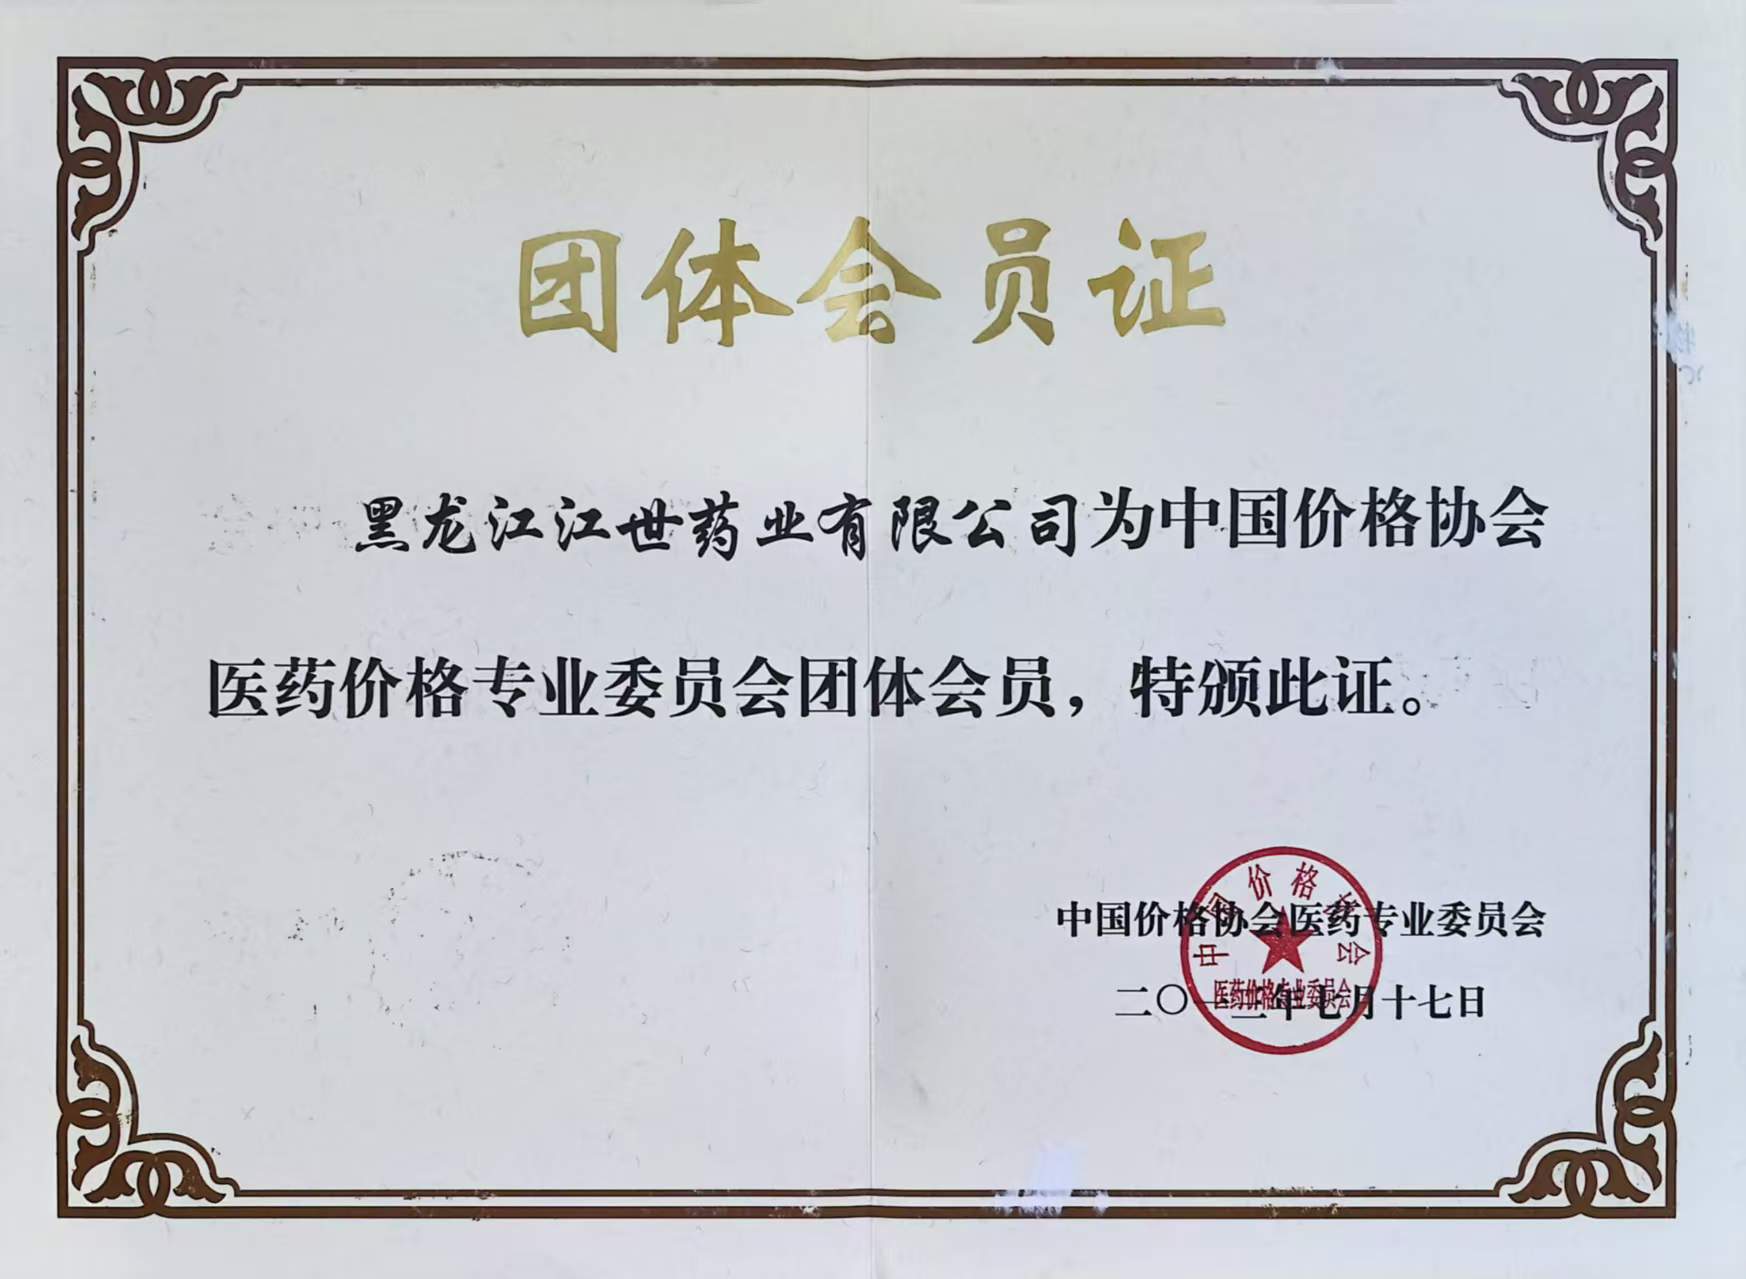 团体会员证
黑龙江江世药业有限公司为中国价格协会
医药价格专业委员会团体会员，特颁此证。
中国价格协会医药专业委员会
二〇一二年七月十七日
中国价格协会
医药价格专业委员会